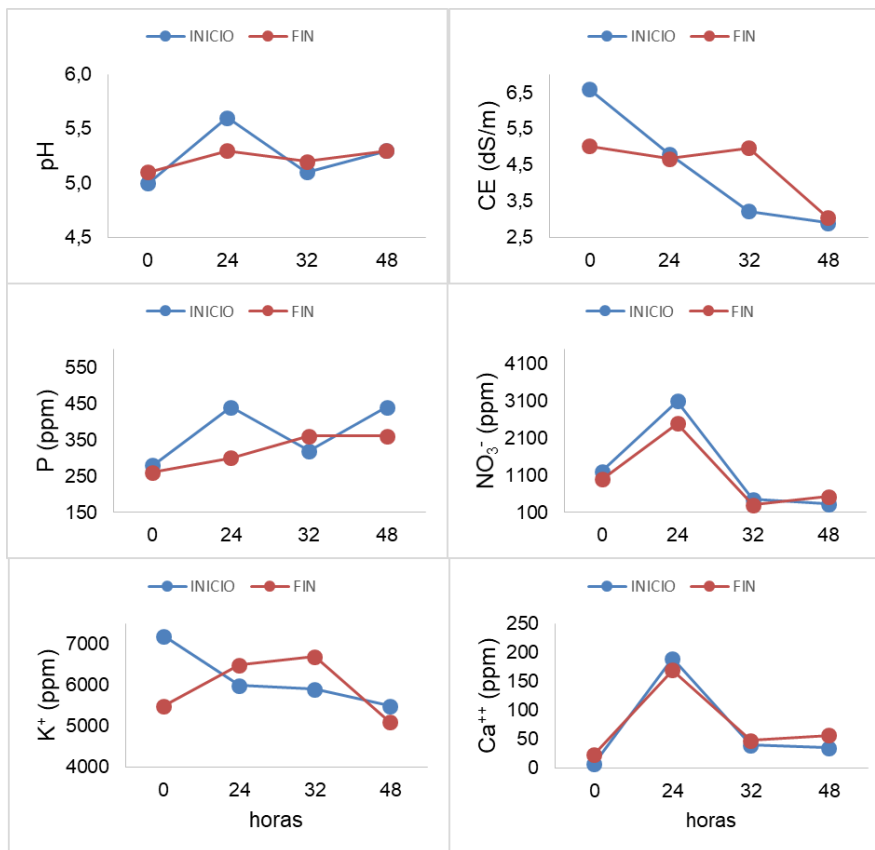 INICIO FIN
pH
6,0
5,5
5,0
4,5
0 24 32 48
INICIO FIN
CE (dS/m)
6,5
5,5
4,5
3,5
2,5
0 24 32 48
INICIO FIN
P (ppm)
550
450
350
250
150
0 24 32 48
INICIO FIN
NO₃⁻ (ppm)
4100
3100
2100
1100
100
0 24 32 48
INICIO FIN
K⁺ (ppm)
7000
6000
5000
4000
0 24 32 48
horas
INICIO FIN
Ca⁺⁺ (ppm)
250
200
150
100
50
0
0 24 32 48
horas